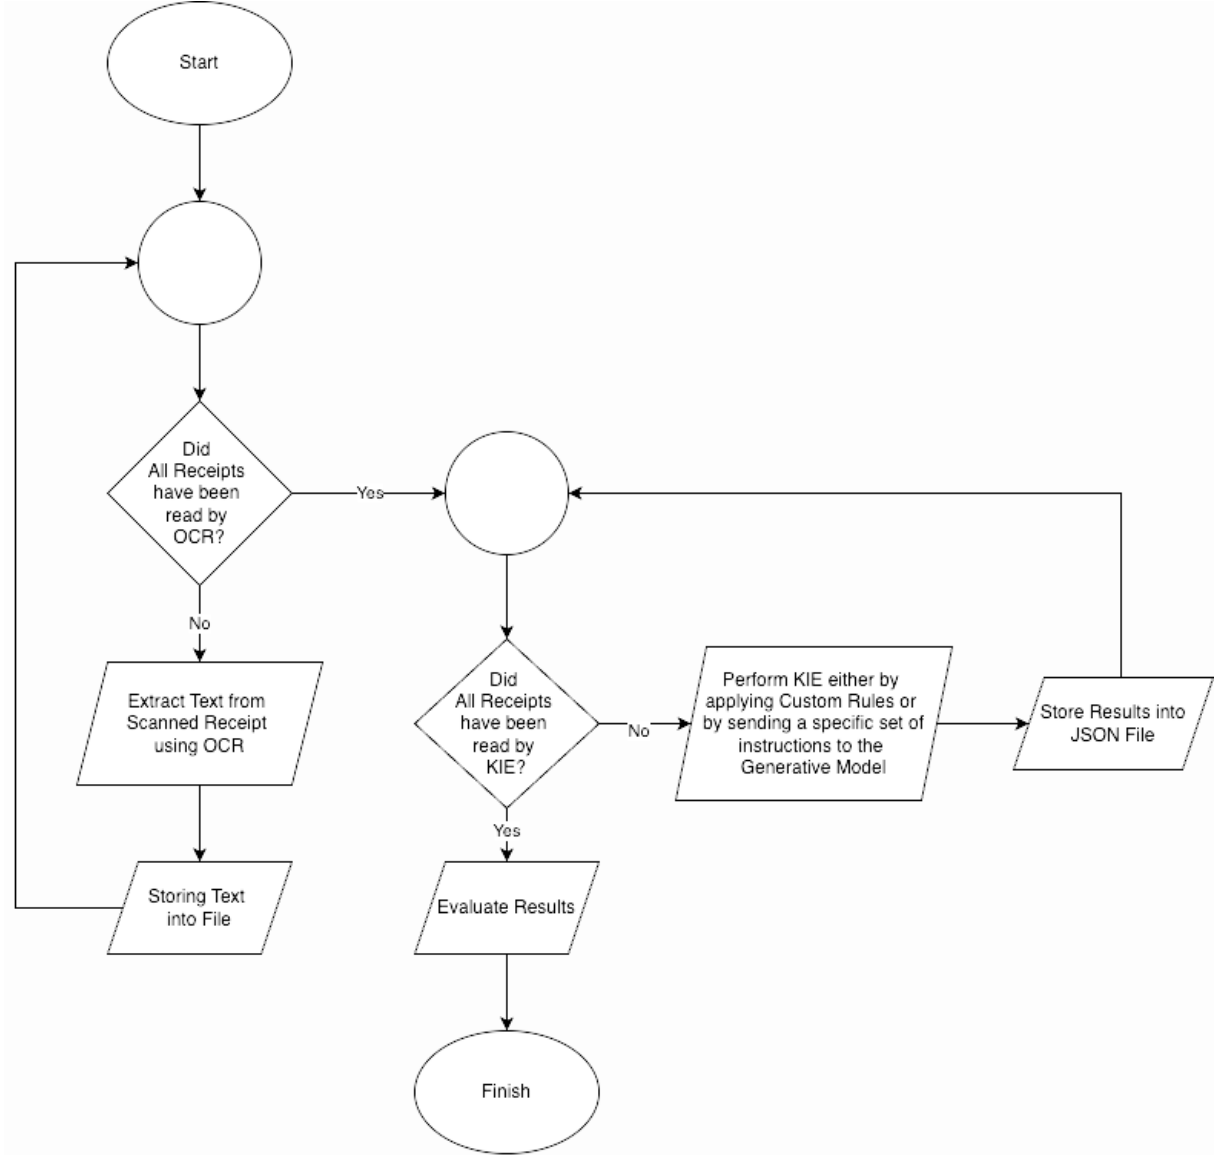 Start
Did
All Receipts
have been
read by
OCR?
Yes
No
Extract Text from
Scanned Receipt
using OCR
Storing Text
into File
Did
All Receipts
have been
read by
KIE?
No
Perform KIE either by
applying Custom Rules or
by sending a specific set of
instructions to the
Generative Model
Store Results into
JSON File
Yes
Evaluate Results
Finish